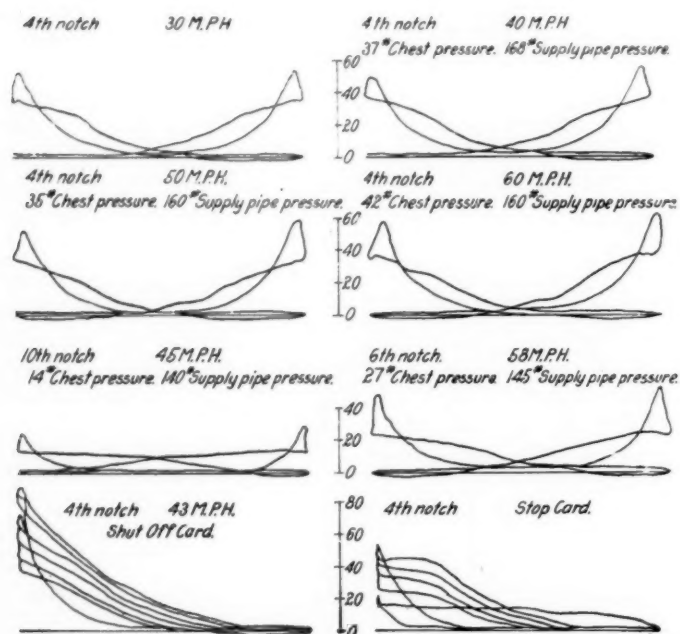 4th notch 30 M.P.H
4th notch 40 M.P.H
37# Chest pressure. 168# Supply pipe pressure.
60
40
20
0
4th notch 50 M.P.H.
35# Chest pressure. 160# Supply pipe pressure.
4th notch 60 M.P.H.
42# Chest pressure. 160# Supply pipe pressure.
60
40
20
0
10th notch 45 M.P.H.
14# Chest pressure. 140# Supply pipe pressure.
6th notch. 58 M.P.H.
27# Chest pressure. 145# Supply pipe pressure.
40
20
0
4th notch 43 M.P.H.
Shut Off Card.
4th notch Stop Card.
80
60
40
20
0